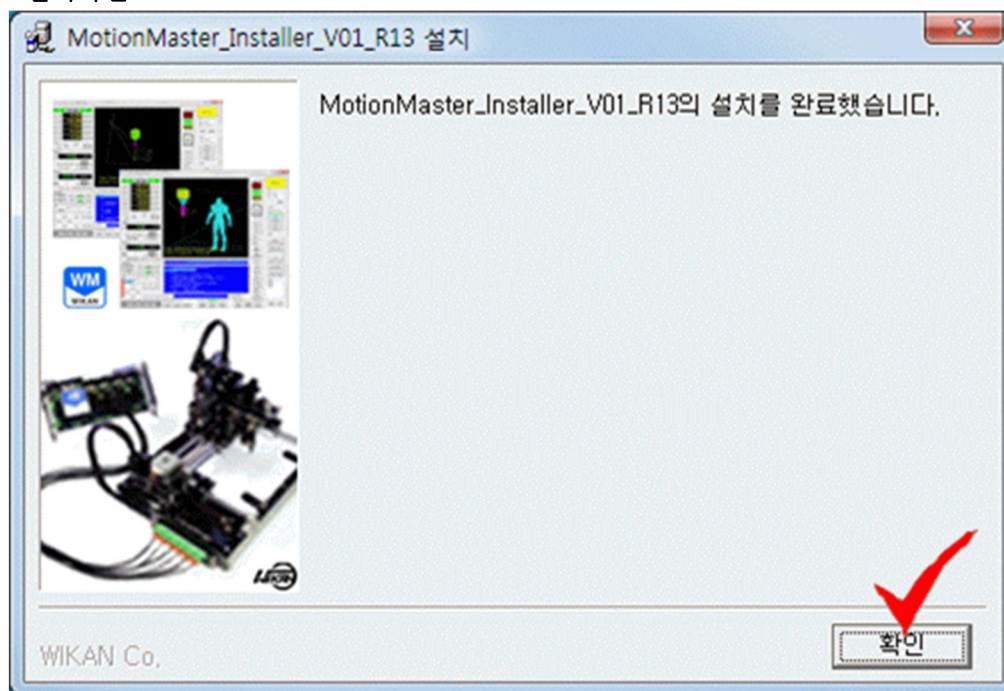 MotionMaster_Installer_V01_R13 설치
MotionMaster_Installer_V01_R13의 설치를 완료했습니다.
WM
WIKAN
WIKAN Co,
확인